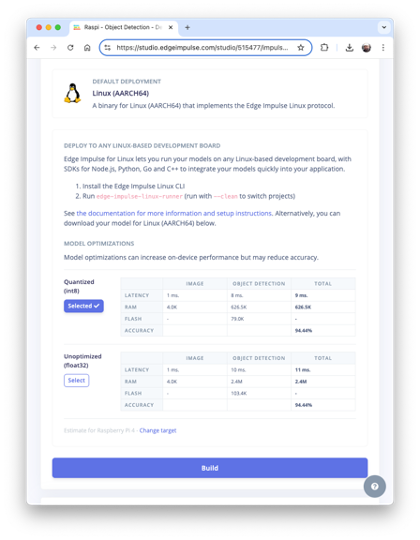 Raspi - Object Detection - De
https://studio.edgeimpulse.com/studio/515477/impuls...
DEFAULT DEPLOYMENT
Linux (AARCH64)
A binary for Linux (AARCH64) that implements the Edge Impulse Linux protocol.
DEPLOY TO ANY LINUX-BASED DEVELOPMENT BOARD
Edge Impulse for Linux lets you run your models on any Linux-based development board, with
SDKs for Node.js, Python, Go and C++ to integrate your models quickly into your application.
1. Install the Edge Impulse Linux CLI
2. Run edge-impulse-linux-runner (run with --clean to switch projects)
See the documentation for more information and setup instructions. Alternatively, you can
download your model for Linux (AARCH64) below.
MODEL OPTIMIZATIONS
Model optimizations can increase on-device performance but may reduce accuracy.
Quantized
(int8)
Selected ✓
IMAGE OBJECT DETECTION TOTAL
LATENCY 1 ms. 8 ms. 9 ms.
RAM 4.0K 626.5K 626.5K
FLASH - 79.0K -
ACCURACY 94.44%
Unoptimized
(float32)
Select
IMAGE OBJECT DETECTION TOTAL
LATENCY 1 ms. 10 ms. 11 ms.
RAM 4.0K 2.4M 2.4M
FLASH - 103.4K -
ACCURACY 94.44%
Estimate for Raspberry Pi 4 - Change target
Build
?